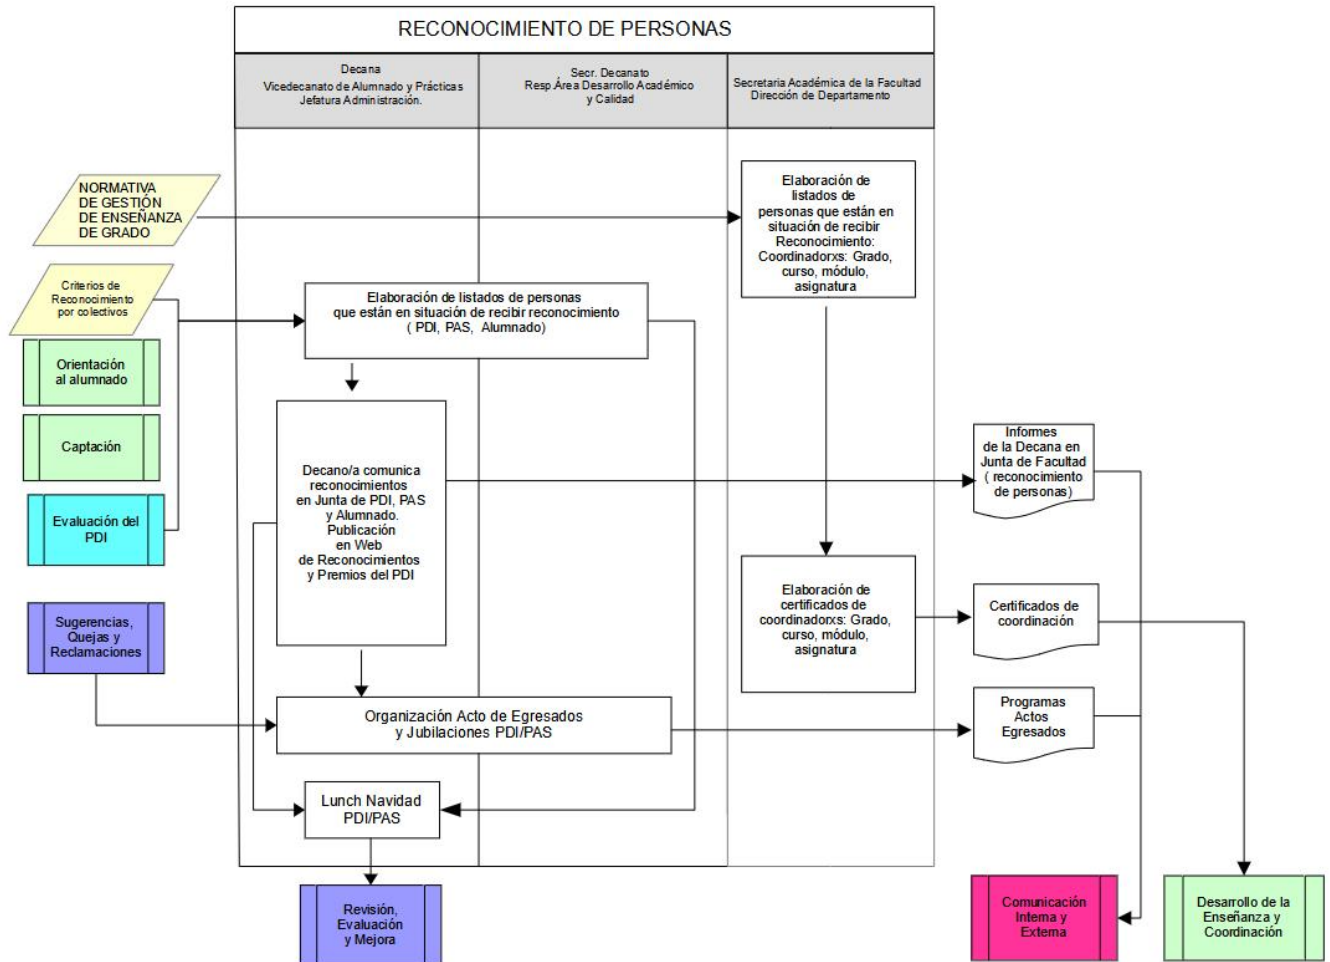 RECONOCIMIENTO DE PERSONAS
Decana
Vicedecanato de Alumnado y Prácticas
Jefatura Administración.
Secr. Decanato
Resp.Área Desarrollo Académico
y Calidad
Secretaria Académica de la Facultad
Dirección de Departamento
NORMATIVA
DE GESTIÓN
DE ENSEÑANZA
DE GRADO
Elaboración de
listados de
personas que están en
situación de recibir
Reconocimiento:
Coordinadorxs: Grado,
curso, módulo,
asignatura
Criterios de
Reconocimiento
por colectivos
Elaboración de listados de personas
que están en situación de recibir reconocimiento
( PDI, PAS, Alumnado)
Orientación
al alumnado
Captación
Evaluación del
PDI
Decano/a comunica
reconocimientos
en Junta de PDI, PAS
y Alumnado.
Publicación
en Web
de Reconocimientos
y Premios del PDI
Informes
de la Decana en
Junta de Facultad
( reconocimiento
de personas)
Sugerencias,
Quejas y
Reclamaciones
Elaboración de
certificados de
coordinadorxs: Grado,
curso, módulo,
asignatura
Certificados de
coordinación
Organización Acto de Egresados
y Jubilaciones PDI/PAS
Programas
Actos
Egresados
Lunch Navidad
PDI/PAS
Revisión,
Evaluación
y Mejora
Comunicación
Interna y
Externa
Desarrollo de la
Enseñanza y
Coordinación